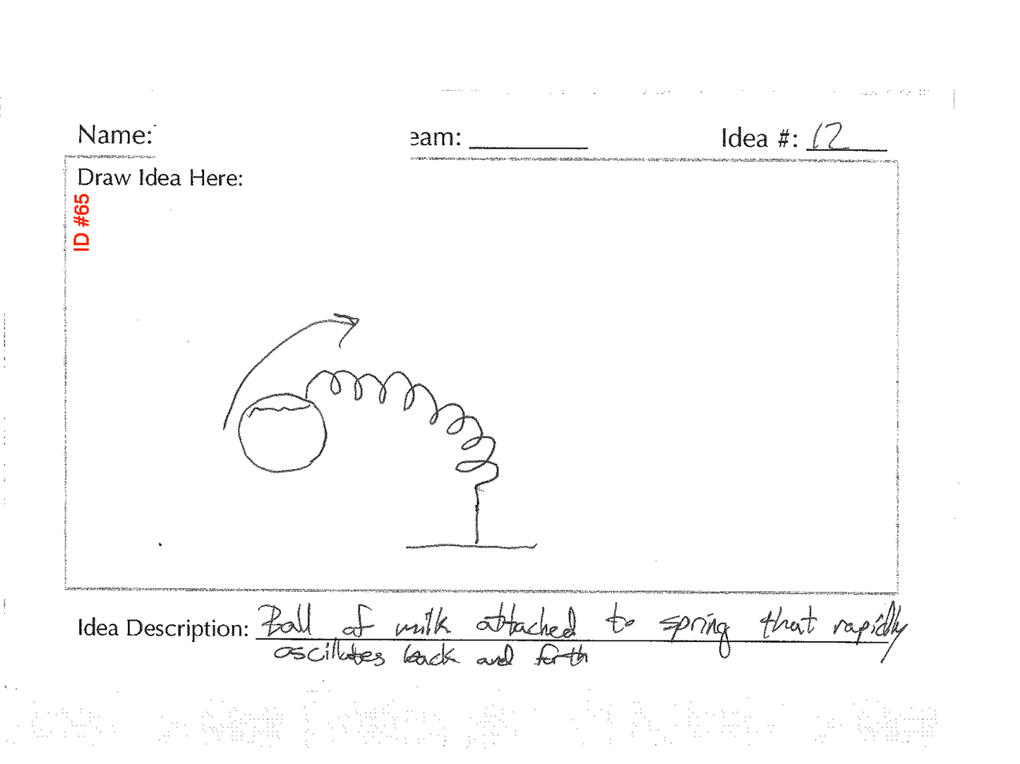 Name: eam: Idea #: 12
Draw Idea Here:
ID #65
Idea Description: Ball of milk attached to spring that rapidly
oscillates back and forth